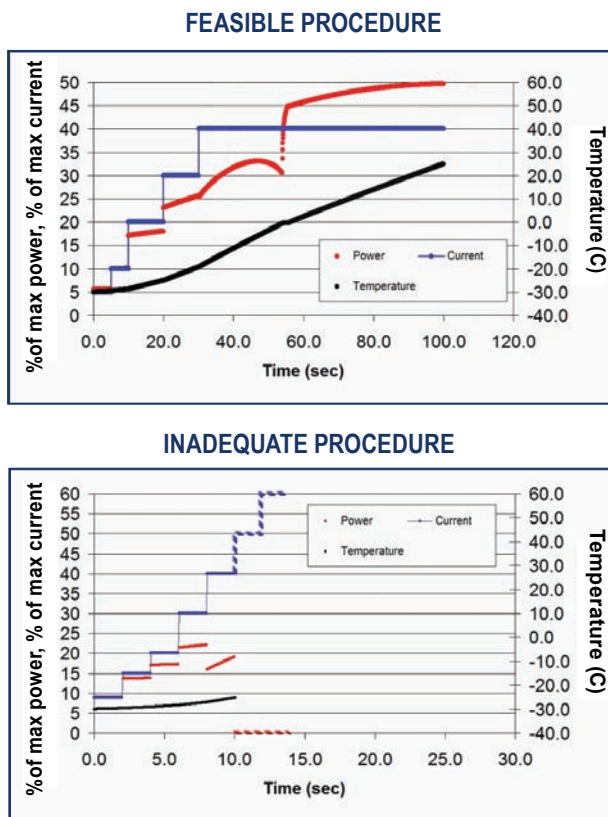 FEASIBLE PROCEDURE
%of max power, % of max current
50
45
40
35
30
25
20
15
10
5
0
60.0
50.0
40.0
30.0
20.0
10.0
0.0
-10.0
-20.0
-30.0
-40.0
Temperature (C)
Power
Current
Temperature
0.0 20.0 40.0 60.0 80.0 100.0 120.0
Time (sec)
INADEQUATE PROCEDURE
%of max power, % of max current
60
55
50
45
40
35
30
25
20
15
10
5
0
60.0
50.0
40.0
30.0
20.0
10.0
0.0
-10.0
-20.0
-30.0
-40.0
Temperature (C)
Power
Current
Temperature
0.0 5.0 10.0 15.0 20.0 25.0 30.0
Time (sec)